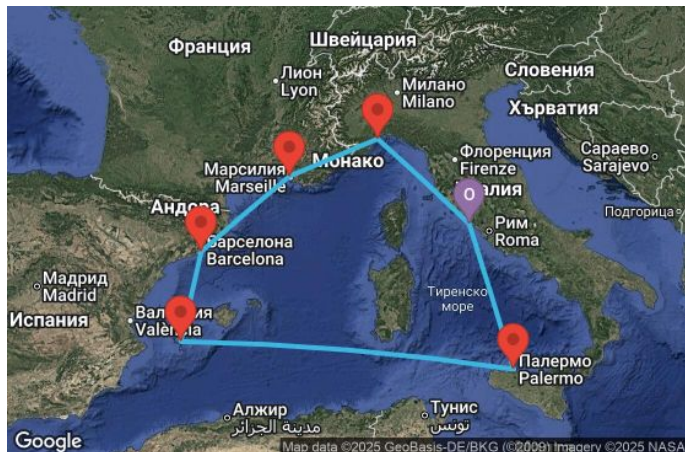 Франция
Швейцария
Словения
Лион
Lyon
Милано
Milano
Хърватия
Марсилия
Marseille
Монако
Флоренция
Firenze
Сараево
Sarajevo
Андора
Подгорица
O
Рим
Roma
Барселона
Barcelona
Мадрид
Madrid
Тиренско
море
Испания
València
Палермо
Palermo
Алжир
مدينة الجزائر
Тунис
تونس
Google
Map data ©2025 GeoBasis-DE/BKG (©2009) Imagery ©2025 NASA